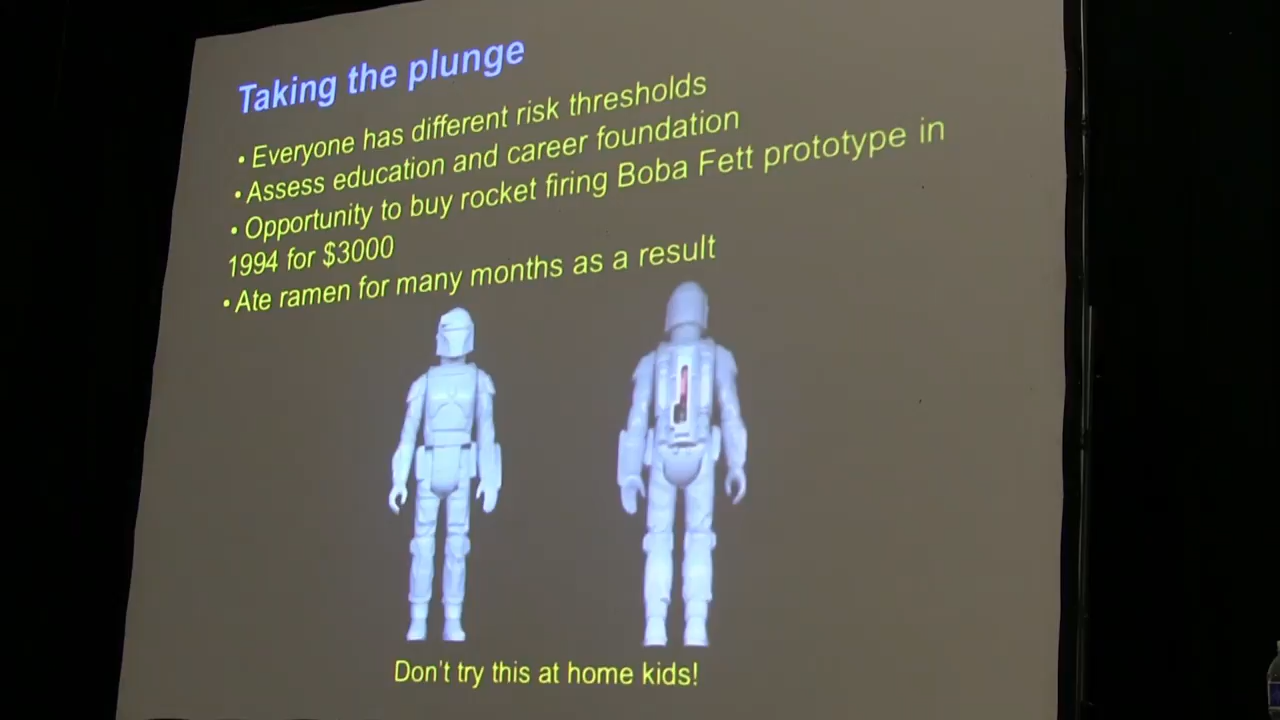 Taking the plunge
• Everyone has different risk thresholds
• Assess education and career foundation
• Opportunity to buy rocket firing Boba Fett prototype in
1994 for $3000
• Ate ramen for many months as a result
Don't try this at home kids!